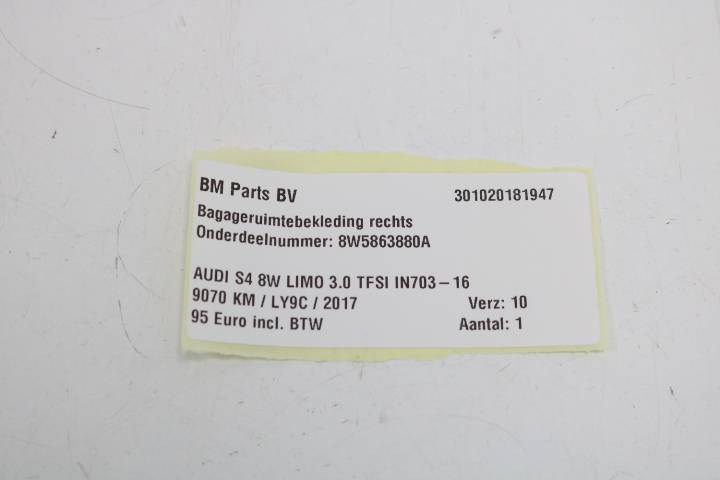 BM Parts BV 301020181947
Bagageruimtebekleding rechts
Onderdeelnummer: 8W5863880A
AUDI S4 8W LIMO 3.0 TFSI IN703-16
9070 KM / LY9C / 2017 Verz: 10
95 Euro incl. BTW Aantal: 1